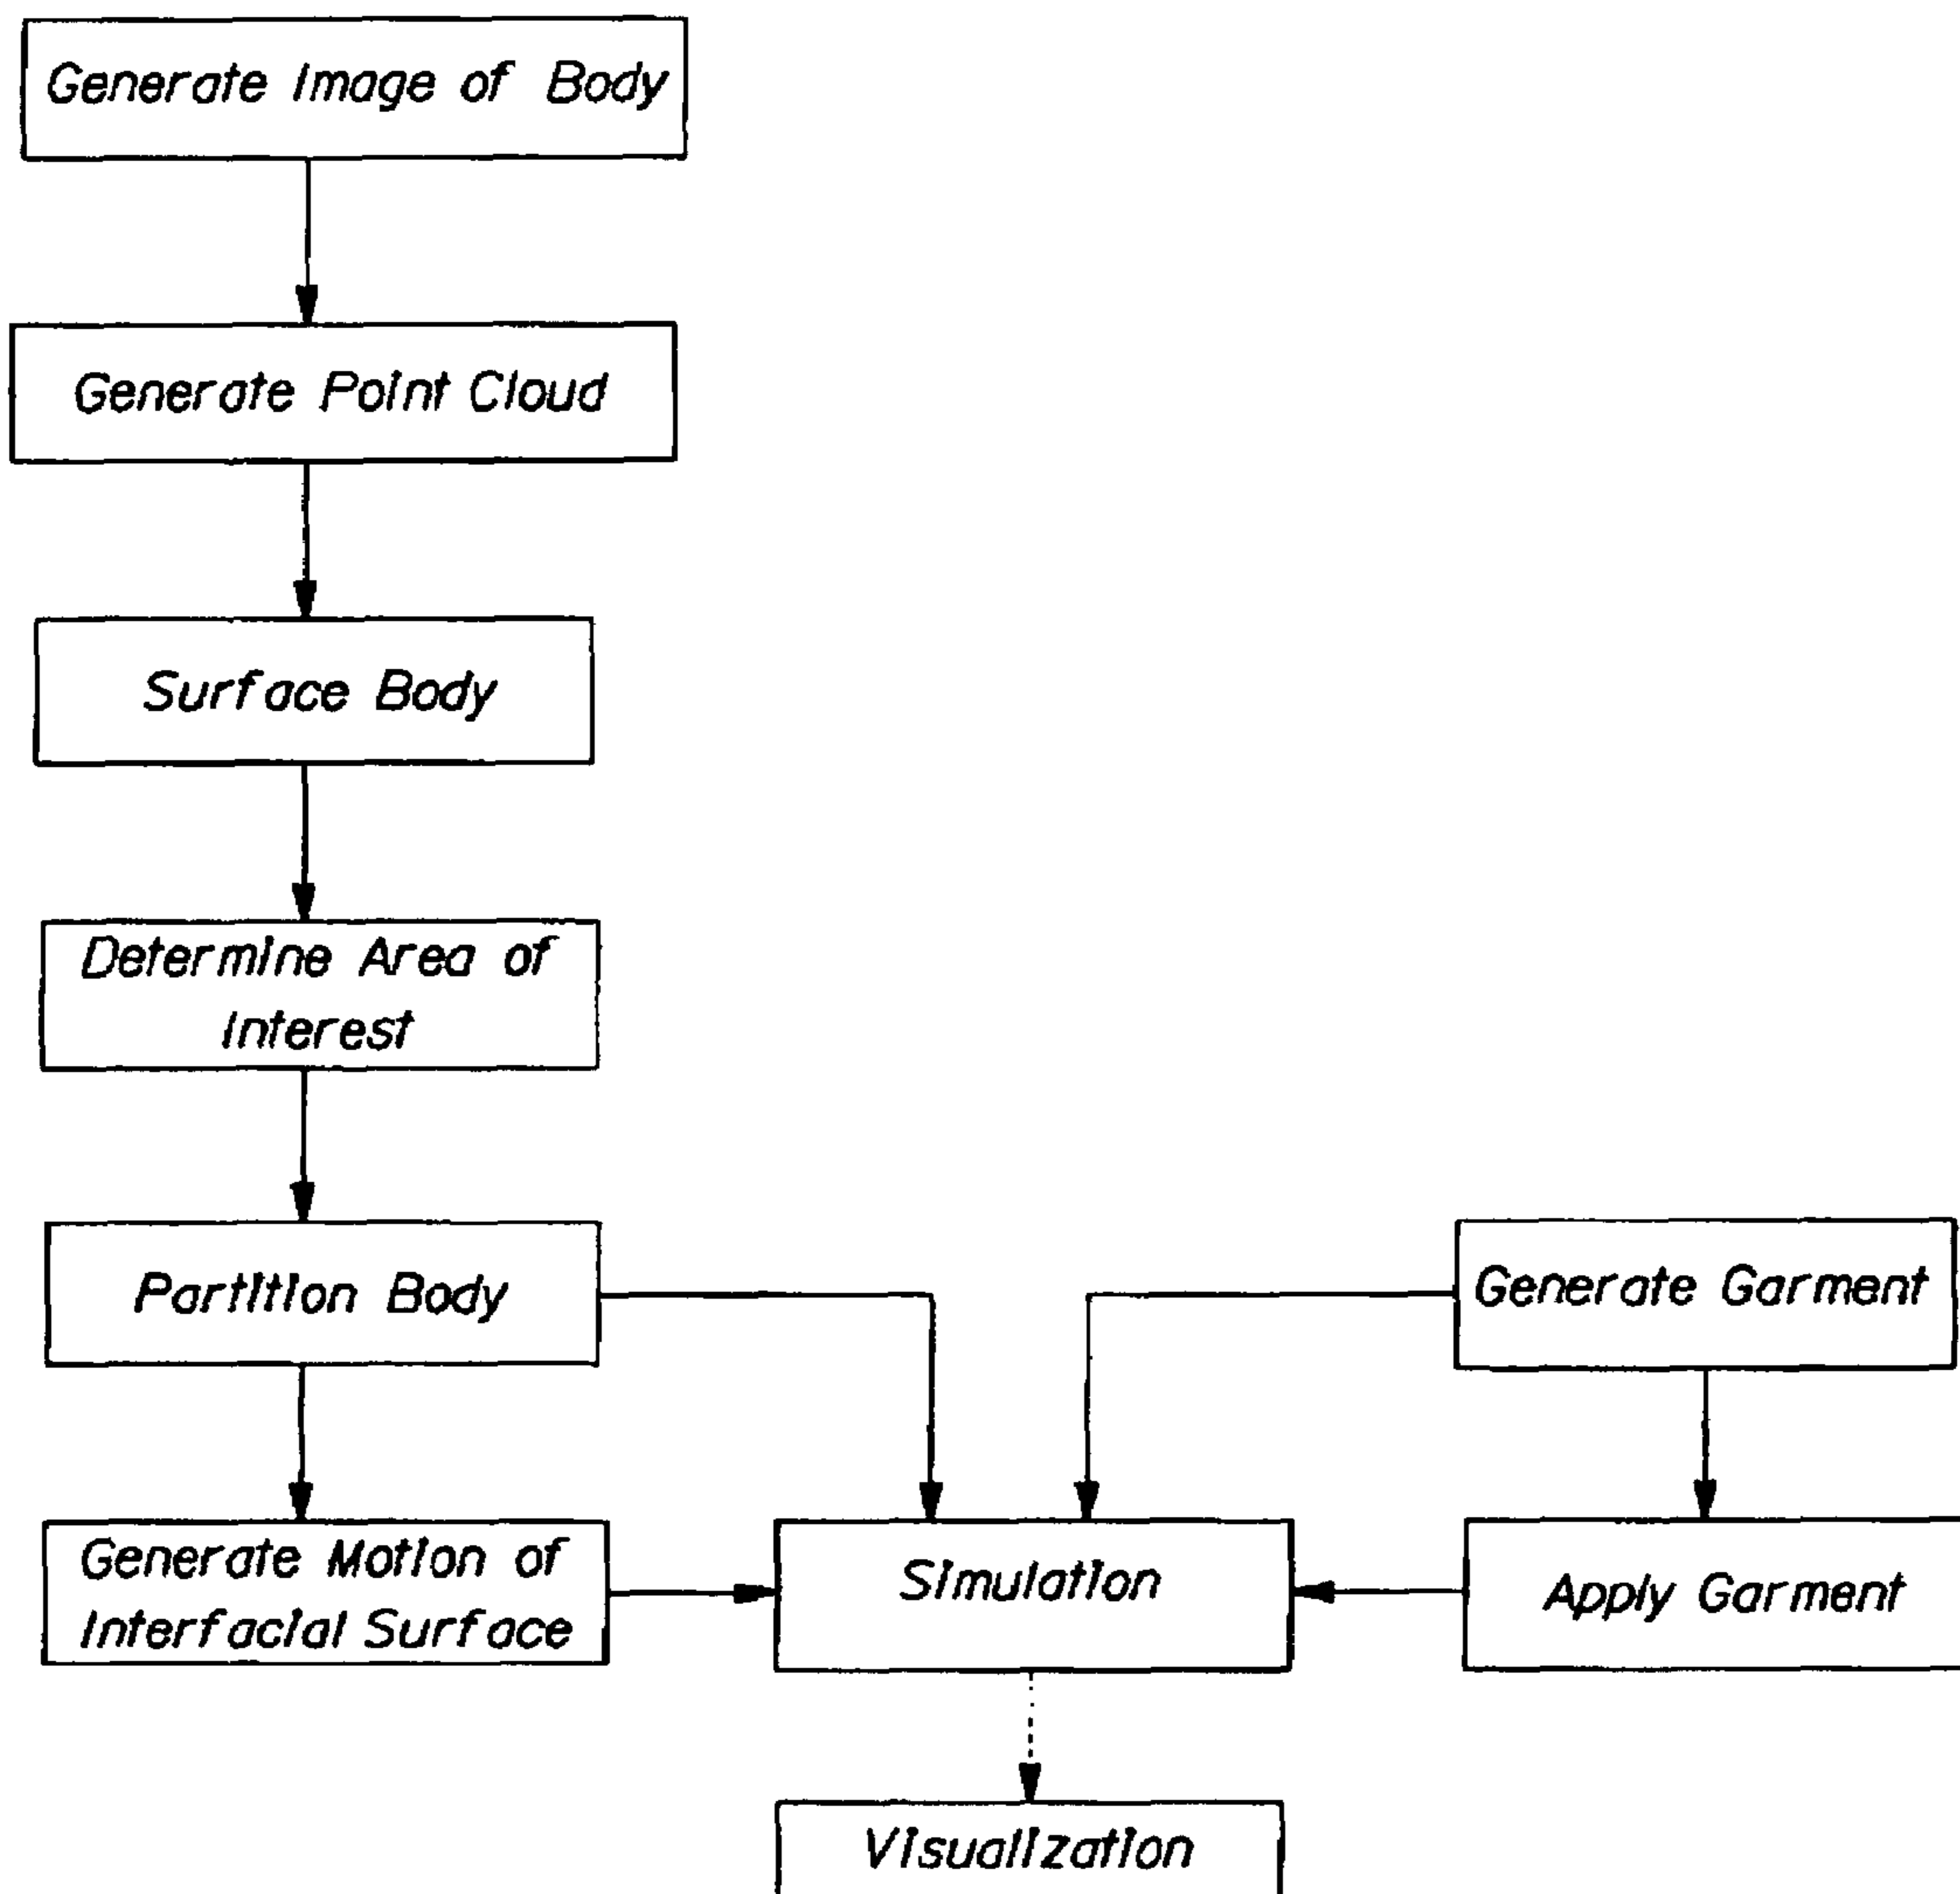 Generate Image of Body
Generate Point Cloud
Surface Body
Determine Area of
Interest
Partition Body
Generate Garment
Generate Motion of
Interfacial Surface
Simulation
Apply Garment
Visualization